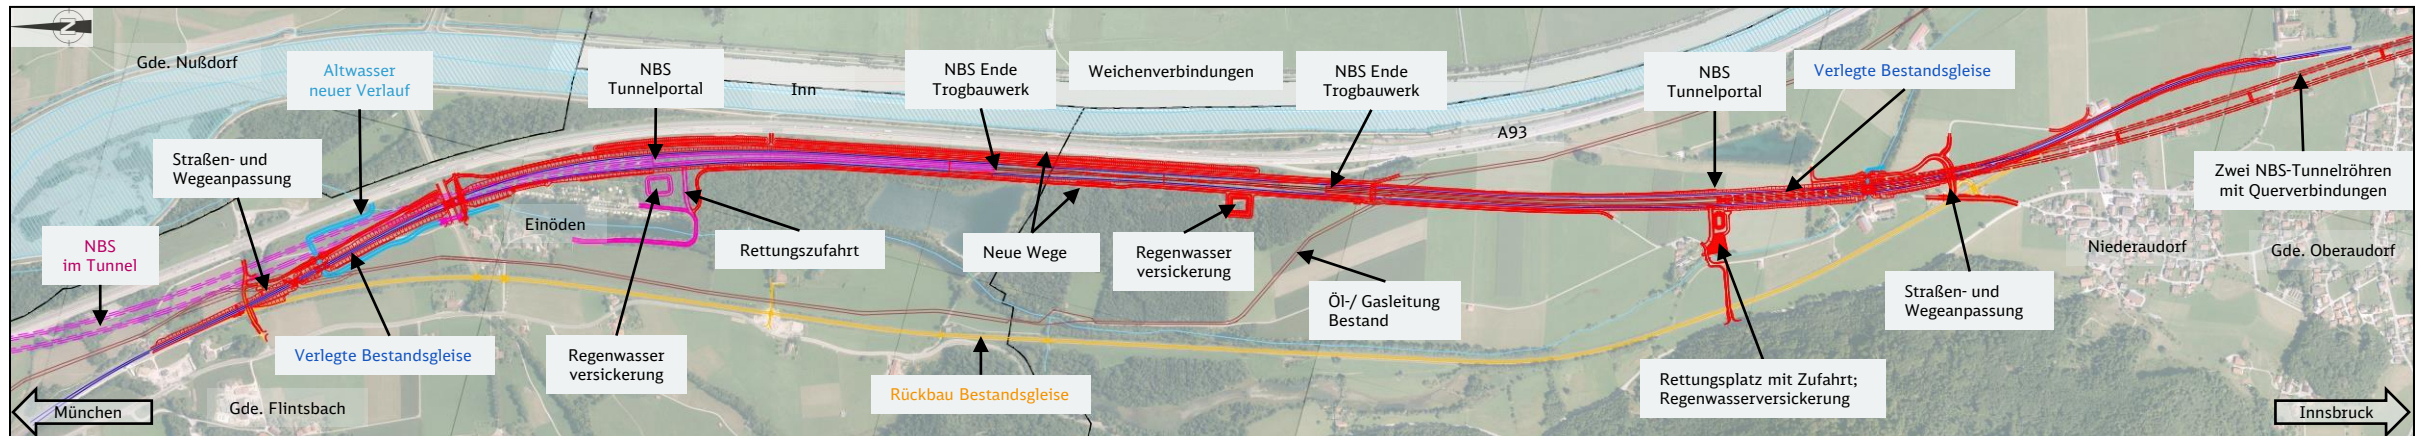 N
Gde. Nußdorf
Altwasser
neuer Verlauf
NBS
Tunnelportal
Inn
NBS Ende
Trogbauwerk
Weichenverbindungen
NBS Ende
Trogbauwerk
A93
NBS
Tunnelportal
Verlegte Bestandsgleise
Straßen- und
Wegeanpassung
Zwei NBS-Tunnelröhren
mit Querverbindungen
NBS
im Tunnel
Einöden
Rettungszufahrt
Neue Wege
Regenwasser
versickerung
Niederaudorf
Gde. Oberaudorf
Öl-/ Gasleitung
Bestand
Straßen- und
Wegeanpassung
Verlegte Bestandsgleise
Regenwasser
versickerung
Rückbau Bestandsgleise
Rettungsplatz mit Zufahrt;
Regenwasserversickerung
München
Gde. Flintsbach
Innsbruck